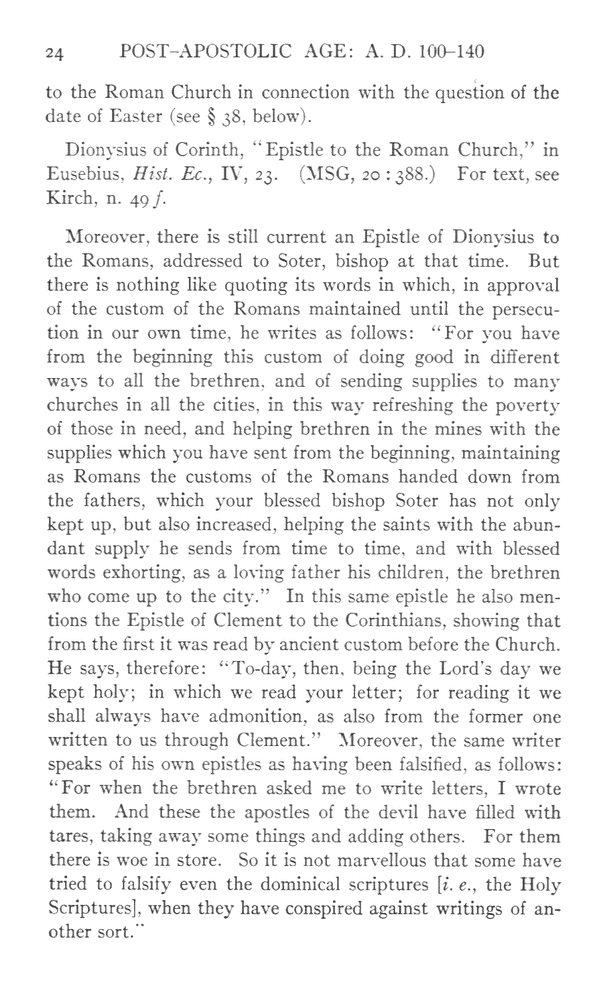 24 POST-APOSTOLIC AGE: A. D. 100–140
to the Roman Church in connection with the question of the
date of Easter (see § 38, below).
Dionysius of Corinth, "Epistle to the Roman Church," in
Eusebius, Hist. Ec., IV, 23. (MSG, 20 : 388.) For text, see
Kirch, n. 49 f.
Moreover, there is still current an Epistle of Dionysius to
the Romans, addressed to Soter, bishop at that time. But
there is nothing like quoting its words in which, in approval
of the custom of the Romans maintained until the persecu-
tion in our own time, he writes as follows: "For you have
from the beginning this custom of doing good in different
ways to all the brethren, and of sending supplies to many
churches in all the cities, in this way refreshing the poverty
of those in need, and helping brethren in the mines with the
supplies which you have sent from the beginning, maintaining
as Romans the customs of the Romans handed down from
the fathers, which your blessed bishop Soter has not only
kept up, but also increased, helping the saints with the abun-
dant supply he sends from time to time, and with blessed
words exhorting, as a loving father his children, the brethren
who come up to the city." In this same epistle he also men-
tions the Epistle of Clement to the Corinthians, showing that
from the first it was read by ancient custom before the Church.
He says, therefore: "To-day, then, being the Lord's day we
kept holy; in which we read your letter; for reading it we
shall always have admonition, as also from the former one
written to us through Clement." Moreover, the same writer
speaks of his own epistles as having been falsified, as follows:
"For when the brethren asked me to write letters, I wrote
them. And these the apostles of the devil have filled with
tares, taking away some things and adding others. For them
there is woe in store. So it is not marvellous that some have
tried to falsify even the dominical scriptures [i. e., the Holy
Scriptures], when they have conspired against writings of an-
other sort."